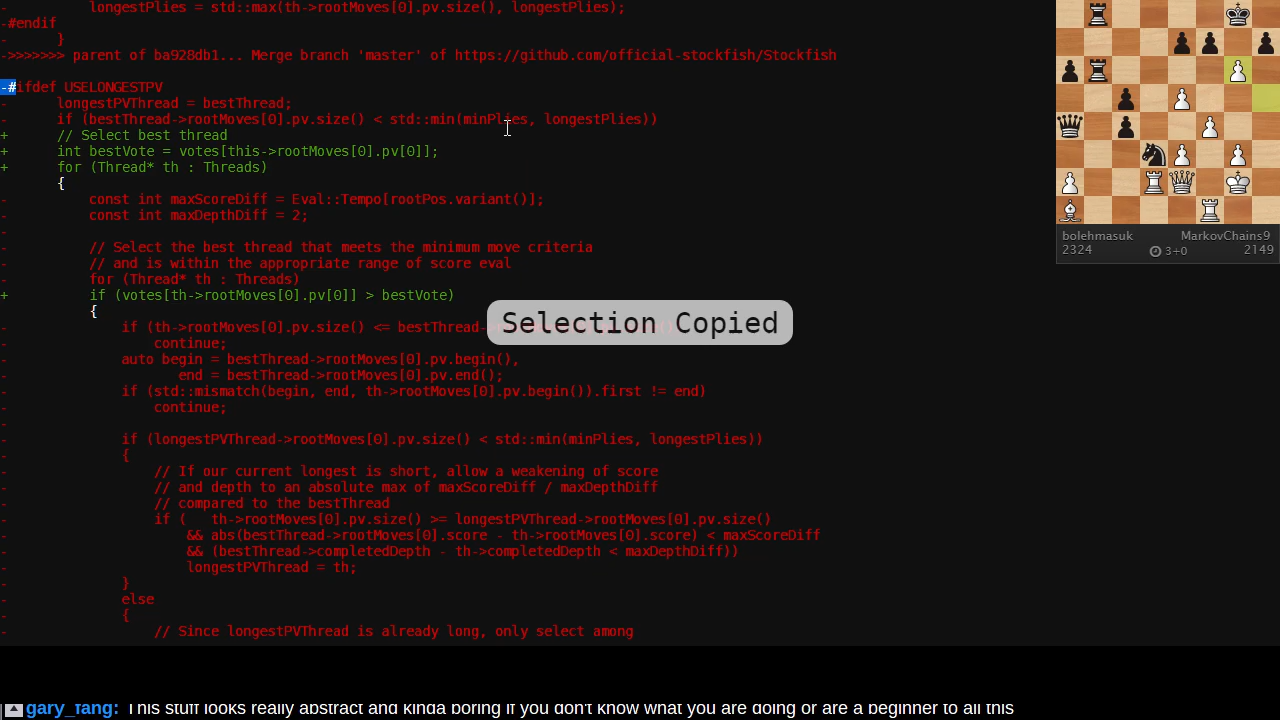 -          longestPlies = std::max(th->rootMoves[0].pv.size(), longestPlies);
-#endif
-      }
->>>>>>> parent of ba928db1... Merge branch 'master' of https://github.com/official-stockfish/Stockfish
-#ifdef USELONGESTPV
-      longestPVThread = bestThread;
-      if (bestThread->rootMoves[0].pv.size() < std::min(minPlies, longestPlies))
+      // Select best thread
+      int bestVote = votes[this->rootMoves[0].pv[0]];
+      for (Thread* th : Threads)
       {
-          const int maxScoreDiff = Eval::Tempo[rootPos.variant()];
-          const int maxDepthDiff = 2;
-
-          // Select the best thread that meets the minimum move criteria
-          // and is within the appropriate range of score eval
-          for (Thread* th : Threads)
+          if (votes[th->rootMoves[0].pv[0]] > bestVote)
           {
-              if (th->rootMoves[0].pv.size() <= bestThread-
-                  continue;
-              auto begin = bestThread->rootMoves[0].pv.begin(),
-                     end = bestThread->rootMoves[0].pv.end();
-              if (std::mismatch(begin, end, th->rootMoves[0].pv.begin()).first != end)
-                  continue;
-
-              if (longestPVThread->rootMoves[0].pv.size() < std::min(minPlies, longestPlies))
-              {
-                  // If our current longest is short, allow a weakening of score
-                  // and depth to an absolute max of maxScoreDiff / maxDepthDiff
-                  // compared to the bestThread
-                  if (   th->rootMoves[0].pv.size() >= longestPVThread->rootMoves[0].pv.size()
-                      && abs(bestThread->rootMoves[0].score - th->rootMoves[0].score) < maxScoreDiff
-                      && (bestThread->completedDepth - th->completedDepth < maxDepthDiff))
-                      longestPVThread = th;
-              }
-              else
-              {
-                  // Since longestPVThread is already long, only select among
Selection Copied
bolehmasuk MarkovChains9
2324 3+0 2149
gary_fang: This stuff looks really abstract and kinda boring if you don't know what you are doing or are a beginner to all this